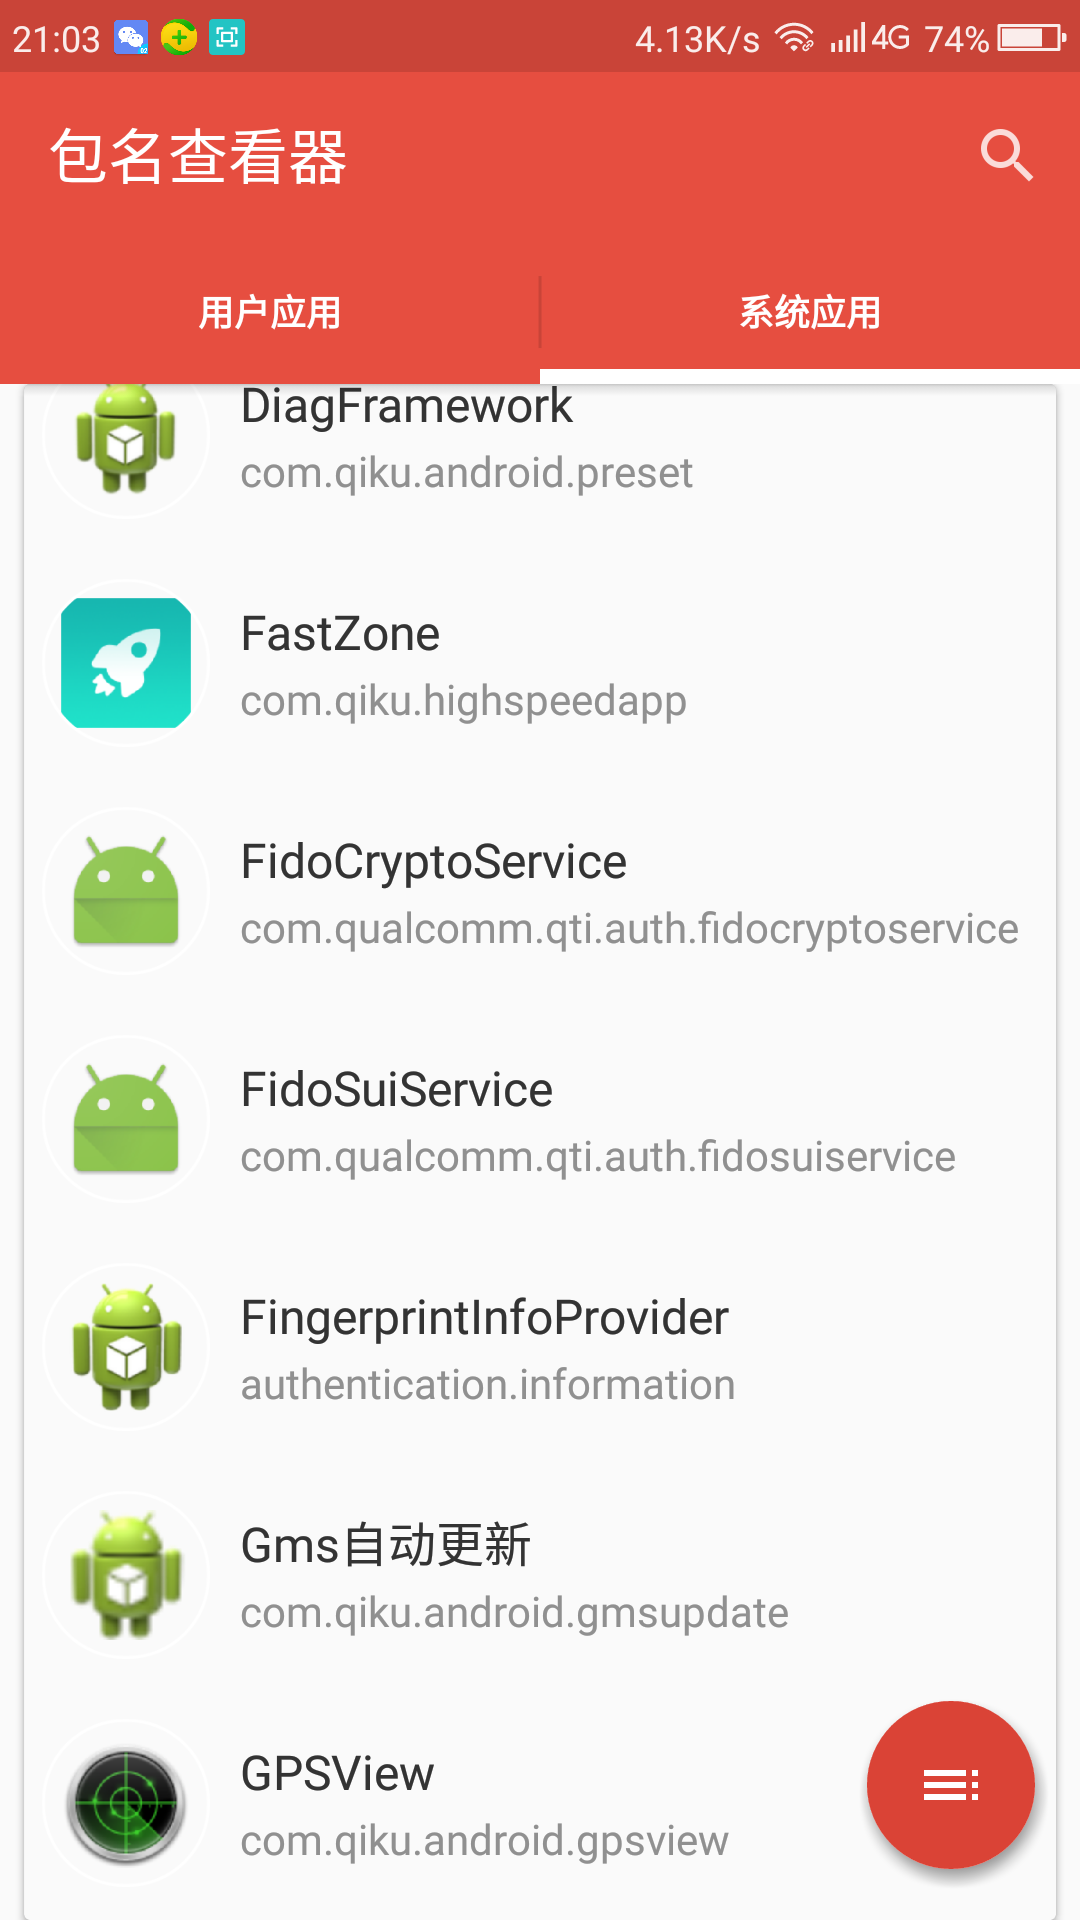 21:03 4.13K/s 4G 74%
包名查看器
用户应用 系统应用
DiagFramework
com.qiku.android.preset
FastZone
com.qiku.highspeedapp
FidoCryptoService
com.qualcomm.qti.auth.fidocryptoservice
FidoSuiService
com.qualcomm.qti.auth.fidosuiservice
FingerprintInfoProvider
authentication.information
Gms自动更新
com.qiku.android.gmsupdate
GPSView
com.qiku.android.gpsview